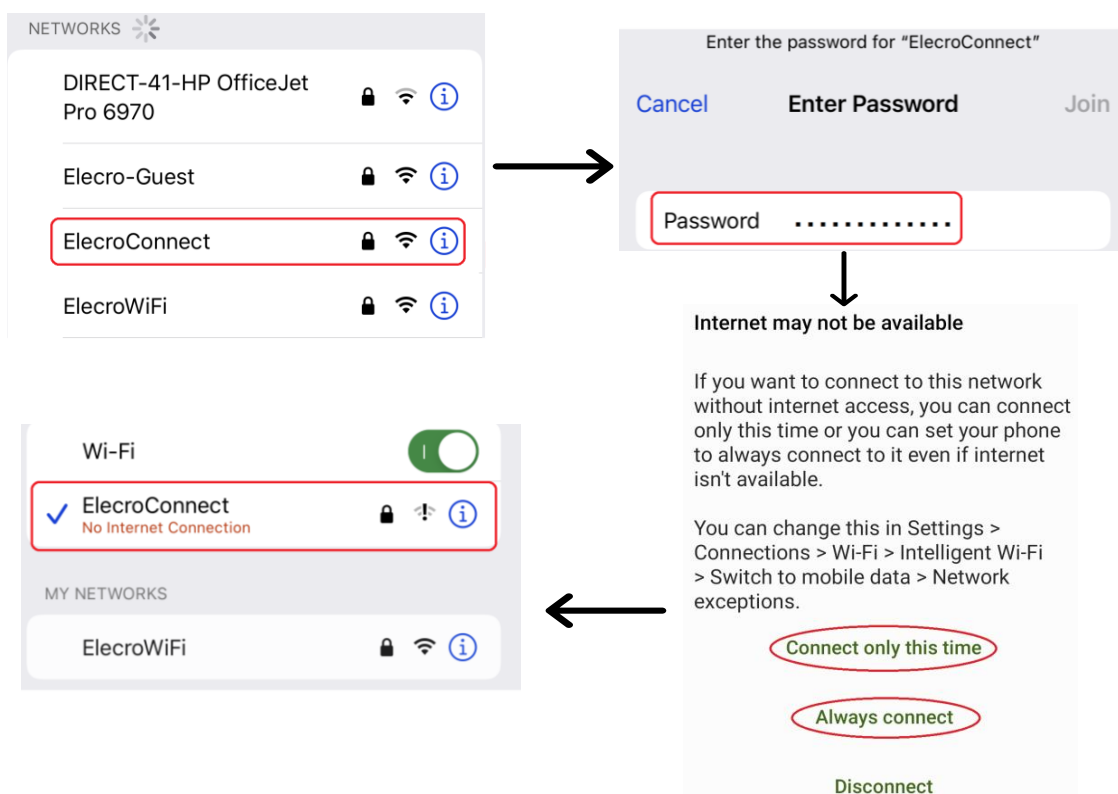 NETWORKS
DIRECT-41-HP OfficeJet
Pro 6970
Elecro-Guest
ElecroConnect
ElecroWiFi
Enter the password for “ElecroConnect”
Cancel Enter Password Join
Password .............
Internet may not be available
If you want to connect to this network
without internet access, you can connect
only this time or you can set your phone
to always connect to it even if internet
isn't available.
You can change this in Settings >
Connections > Wi-Fi > Intelligent Wi-Fi
> Switch to mobile data > Network
exceptions.
Connect only this time
Always connect
Disconnect
Wi-Fi
ElecroConnect
No Internet Connection
MY NETWORKS
ElecroWiFi